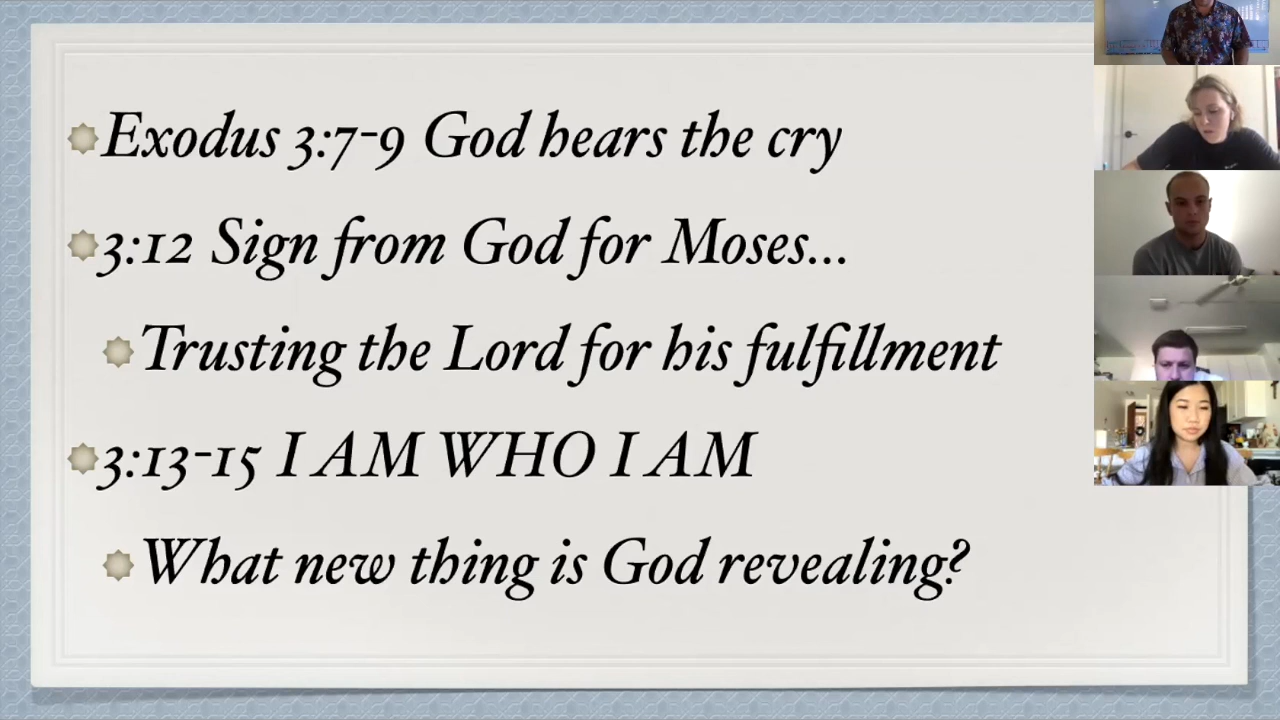 Exodus 3:7-9 God hears the cry
3:12 Sign from God for Moses...
Trusting the Lord for his fulfillment
3:13-15 I AM WHO I AM
What new thing is God revealing?